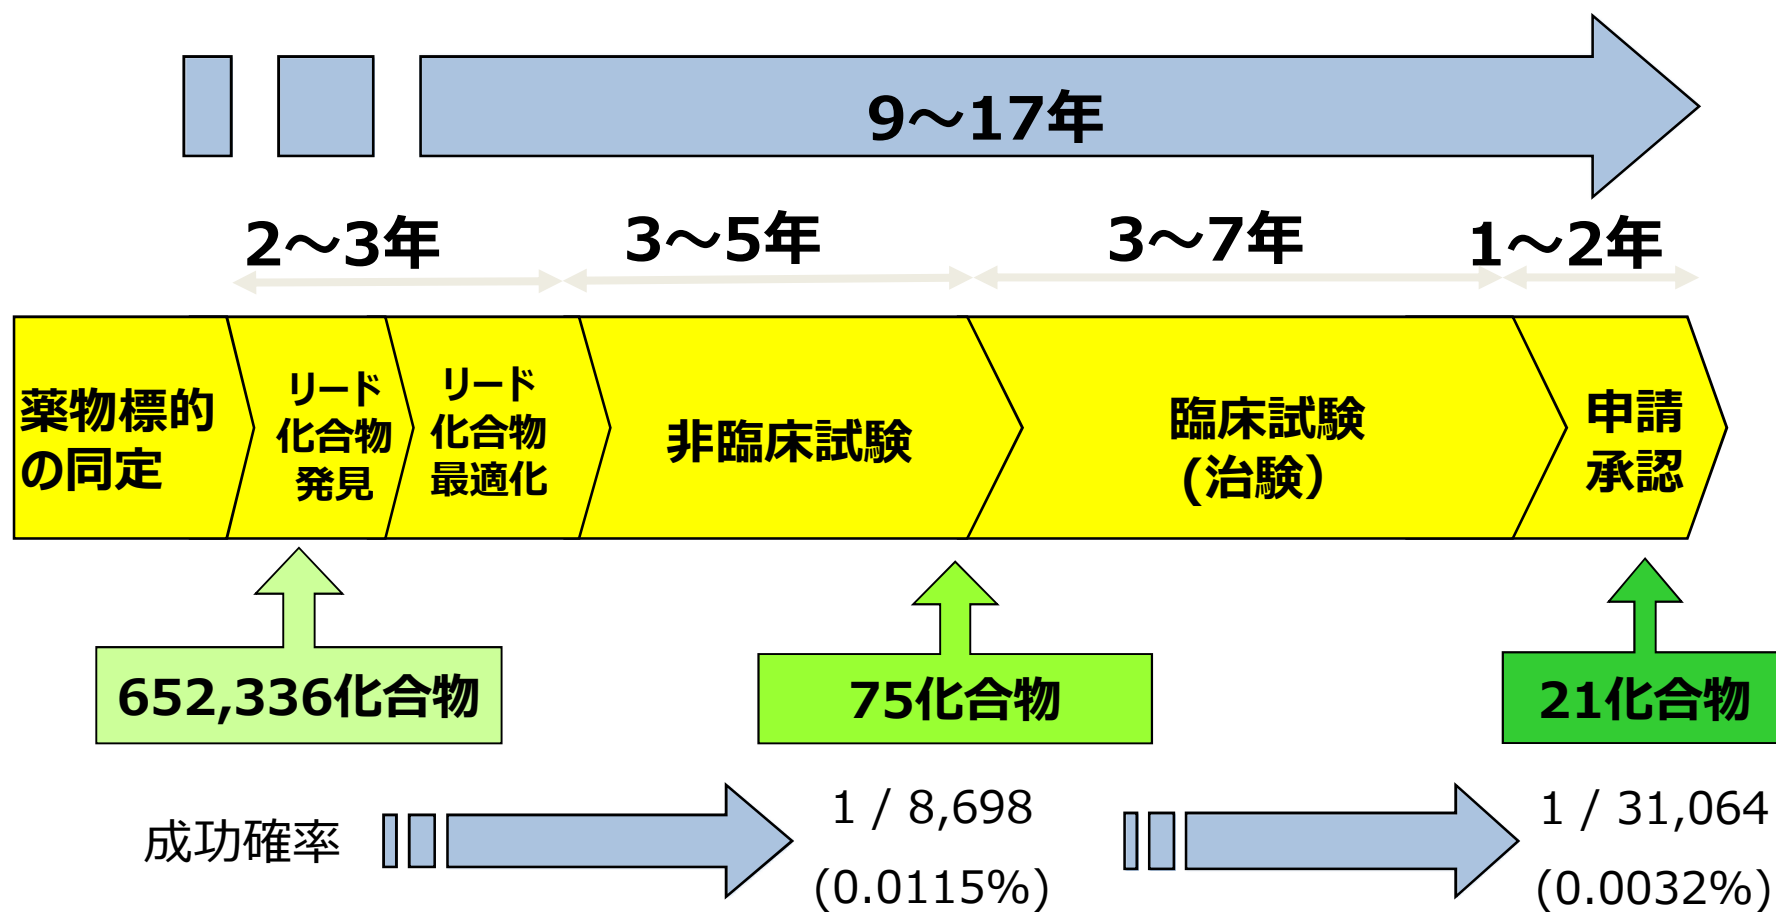 9～17年
2～3年
3～5年
3～7年
1～2年
薬物標的
の同定
リード
化合物
発見
リード
化合物
最適化
非臨床試験
臨床試験
(治験）
申請
承認
652,336化合物
75化合物
21化合物
成功確率
1 / 8,698
(0.0115%)
1 / 31,064
(0.0032%)